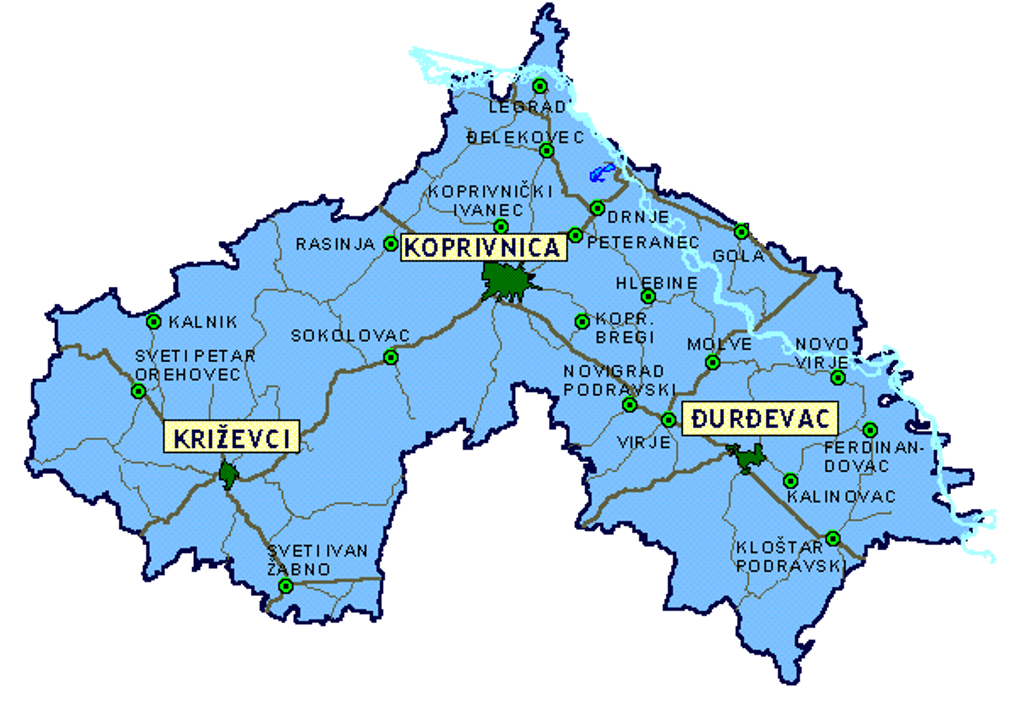 LEGRAD
ĐELEKOVEC
KOPRIVNIČKI
IVANEC
DRNJE
RASINJA
KOPRIVNICA
PETERANEC
GOLA
HLEBINE
KALNIK
KOPR.
BREGI
SOKOLOVAC
MOLVE
NOVO
VIRJE
SVETI PETAR
OREHOVEC
NOVIGRAD
PODRAVSKI
ĐURĐEVAC
KRIŽEVCI
VIRJE
FERDINAN-
DOVAC
KALINOVAC
SVETI IVAN
ŽABNO
KLOŠTAR
PODRAVSKI